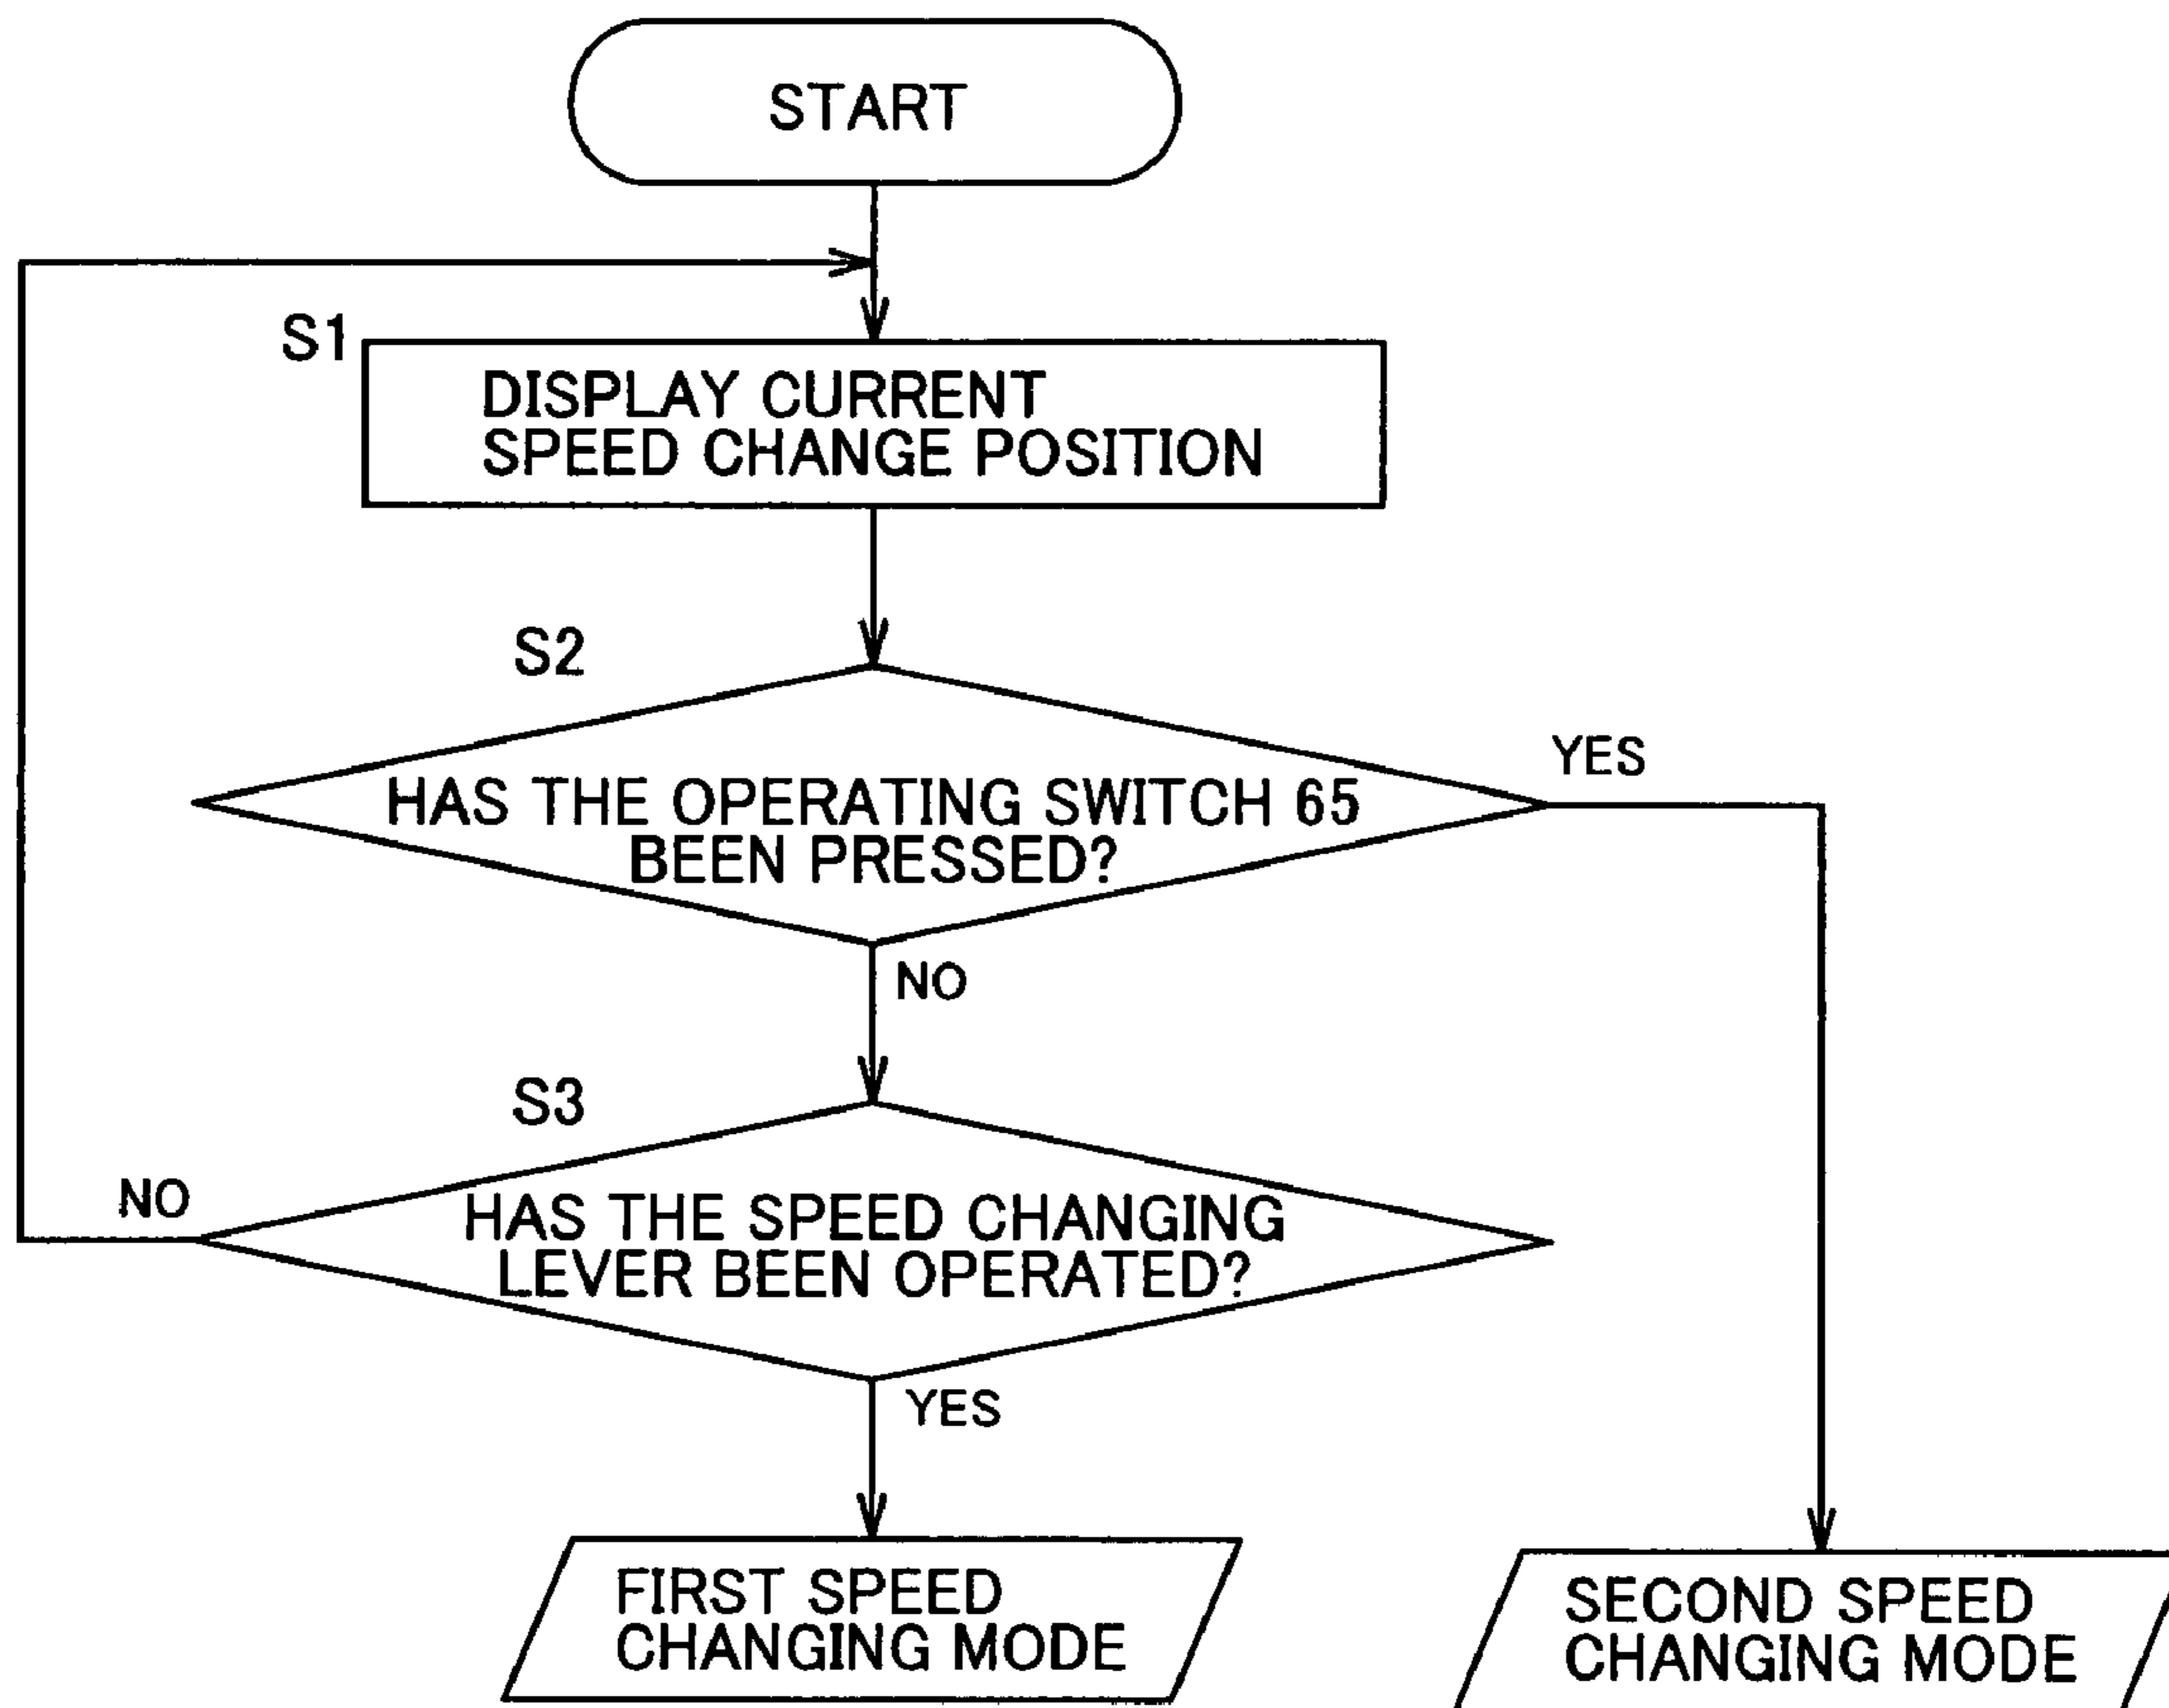 START
S1
DISPLAY CURRENT
SPEED CHANGE POSITION
S2
YES
HAS THE OPERATING SWITCH 65
BEEN PRESSED?
NO
S3
NO
HAS THE SPEED CHANGING
LEVER BEEN OPERATED?
YES
FIRST SPEED
CHANGING MODE
SECOND SPEED
CHANGING MODE